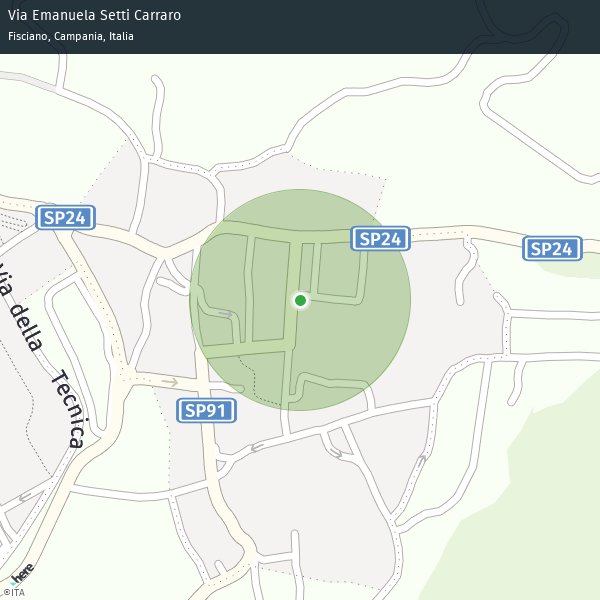 Via Emanuela Setti Carraro
Fisciano, Campania, Italia
SP24
SP24
SP24
Via della Tecnica
SP91
here
©ITA